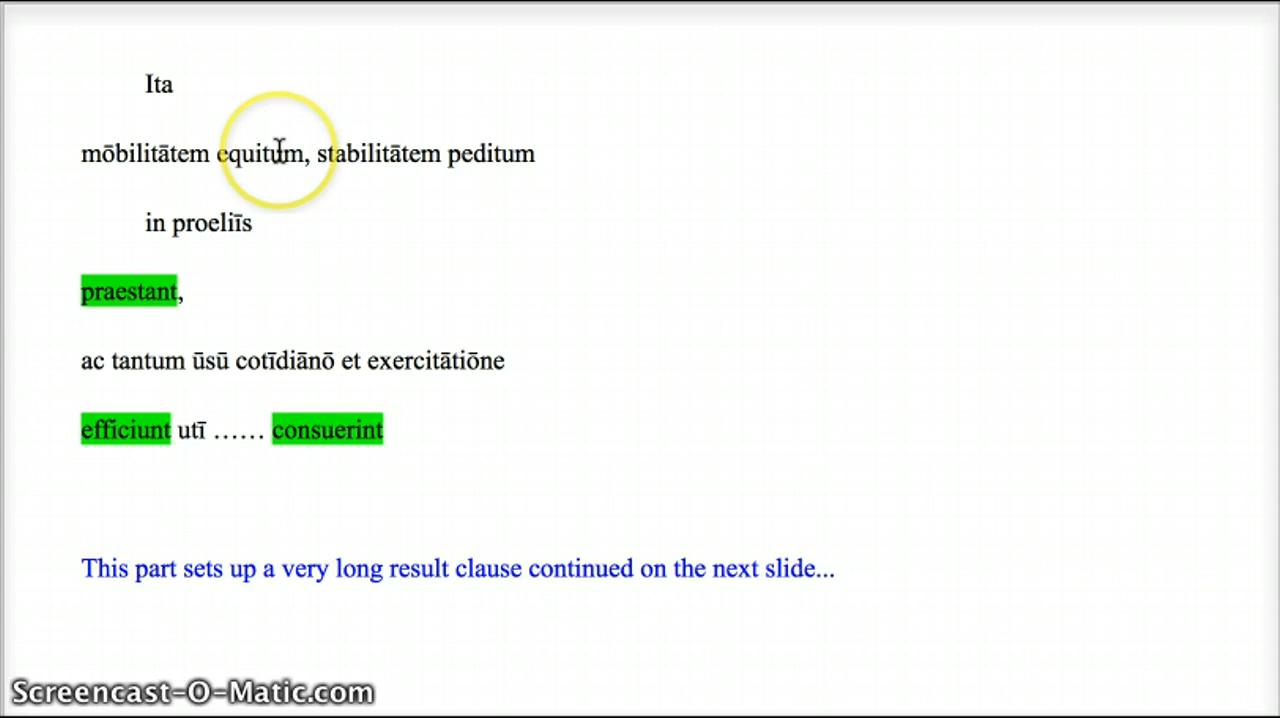 Ita
mōbilitātem equitum, stabilitātem peditum
in proeliīs
praestant,
ac tantum ūsū cotīdiānō et exercitātiōne
efficiunt utī …… consuerint
This part sets up a very long result clause continued on the next slide...
Screencast-O-Matic.com